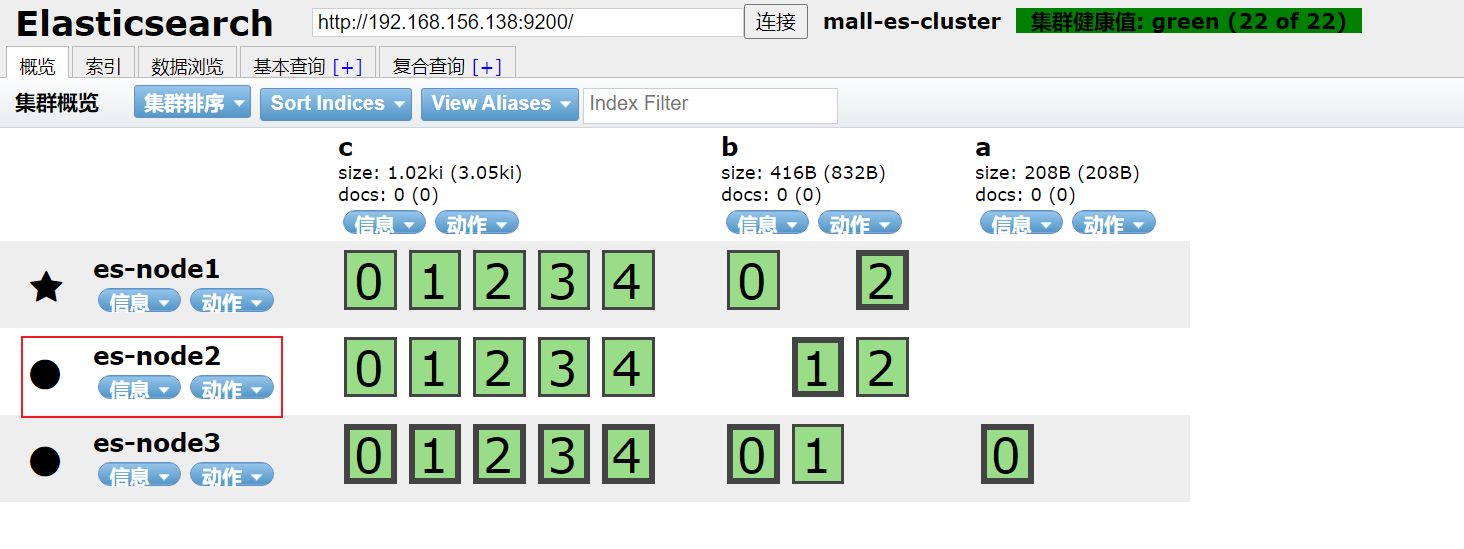 Elasticsearch http://192.168.156.138:9200/ 连接 mall-es-cluster 集群健康值: green (22 of 22)
概览 索引 数据浏览 基本查询 [+] 复合查询 [+]
集群概览 集群排序 Sort Indices View Aliases Index Filter
c b a
size: 1.02ki (3.05ki) size: 416B (832B) size: 208B (208B)
docs: 0 (0) docs: 0 (0) docs: 0 (0)
信息 动作 信息 动作 信息 动作
es-node1 0 1 2 3 4 0 2
信息 动作
es-node2 0 1 2 3 4 1 2
信息 动作
es-node3 0 1 2 3 4 0 1 0
信息 动作